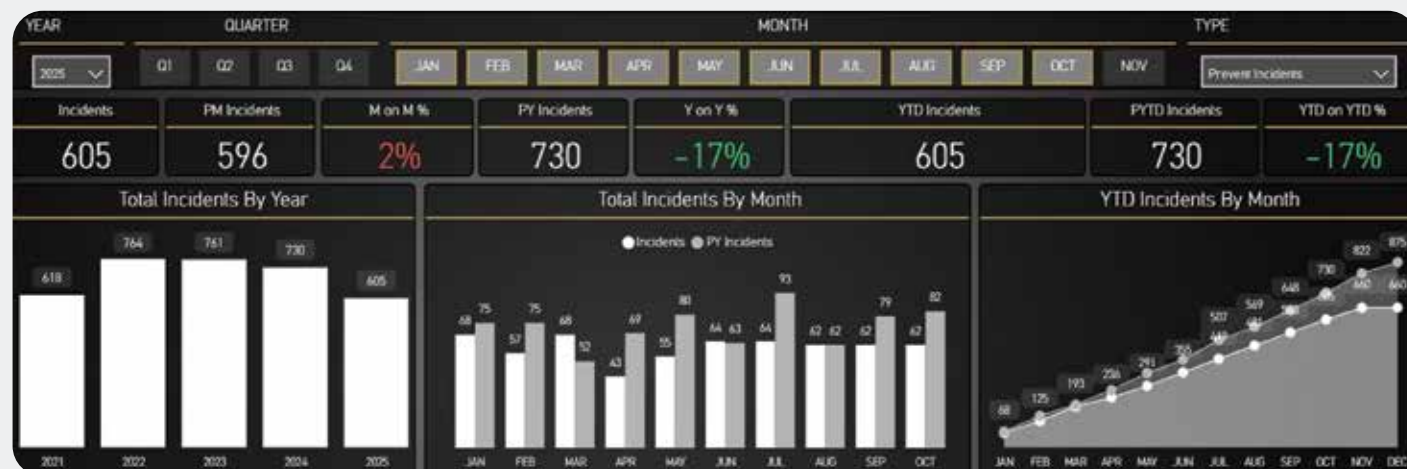 YEAR QUARTER MONTH TYPE
2025 Q1 Q2 Q3 Q4 JAN FEB MAR APR MAY JUN JUL AUG SEP OCT NOV Prevent Incidents
Incidents PM Incidents M on M % PY Incidents Y on Y % YTD Incidents PYTD Incidents YTD on YTD %
605 596 2% 730 -17% 605 730 -17%
Total Incidents By Year
764 761 730
618 605
2021 2022 2023 2024 2025
Total Incidents By Month
Incidents PY Incidents
68 75 57 75 68 52 43 69 55 80 64 63 64 93 62 62 62 79 62 82
JAN FEB MAR APR MAY JUN JUL AUG SEP OCT
YTD Incidents By Month
68 125 193 236 291 507 569 648 730 822 875
660 660
JAN FEB MAR APR MAY JUN JUL AUG SEP OCT NOV DEC